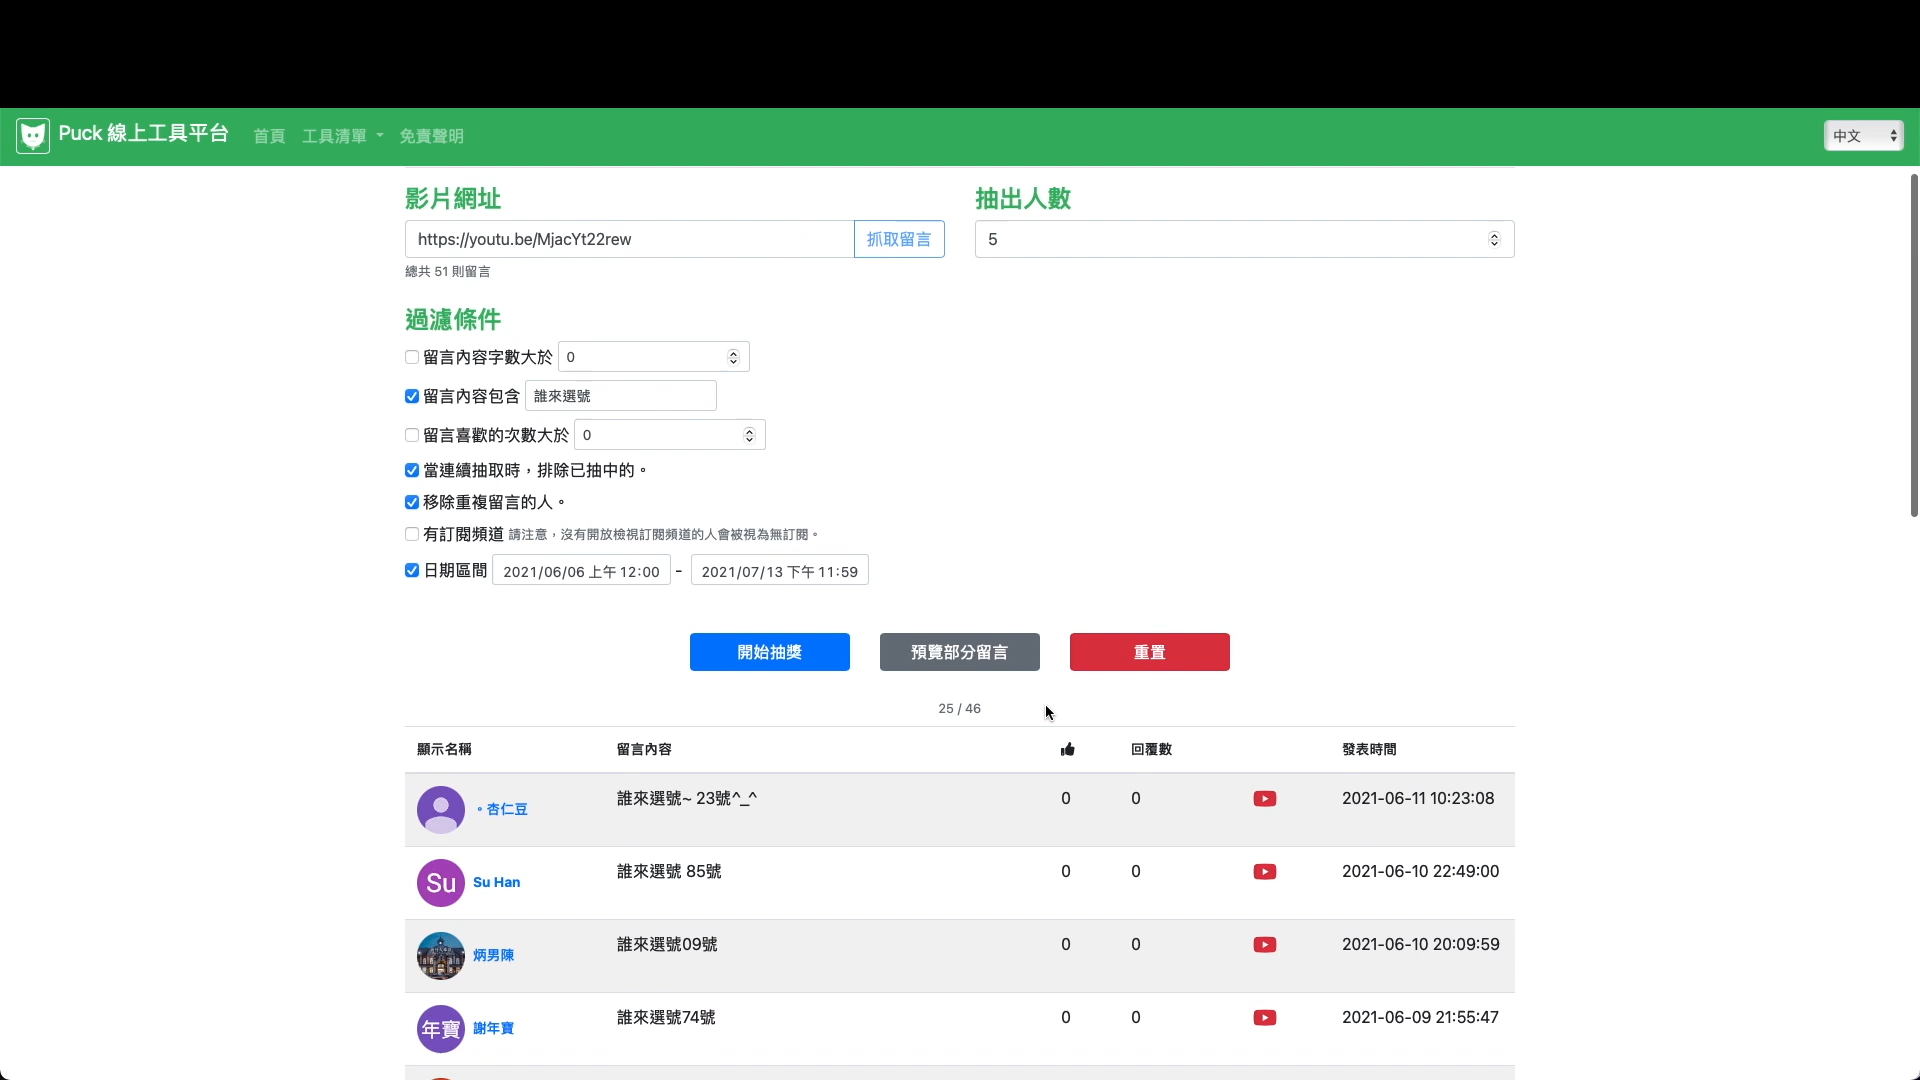 Puck 線上工具平台 首頁 工具清單 免責聲明 中文
影片網址 抽出人數
https://youtu.be/MjacYt22rew 抓取留言 5
總共 51 則留言
過濾條件
留言內容字數大於 0
留言內容包含 誰來選號
留言喜歡的次數大於 0
當連續抽取時，排除已抽中的。
移除重複留言的人。
有訂閱頻道 請注意，沒有開放檢視訂閱頻道的人會被視為無訂閱。
日期區間 2021/06/06 上午 12:00 - 2021/07/13 下午 11:59
開始抽獎 預覽部分留言 重置
25 / 46
顯示名稱 留言內容 回覆數 發表時間
。杏仁豆 誰來選號~ 23號^_^ 0 0 2021-06-11 10:23:08
Su Su Han 誰來選號 85號 0 0 2021-06-10 22:49:00
炳男陳 誰來選號09號 0 0 2021-06-10 20:09:59
年寶 謝年寶 誰來選號74號 0 0 2021-06-09 21:55:47